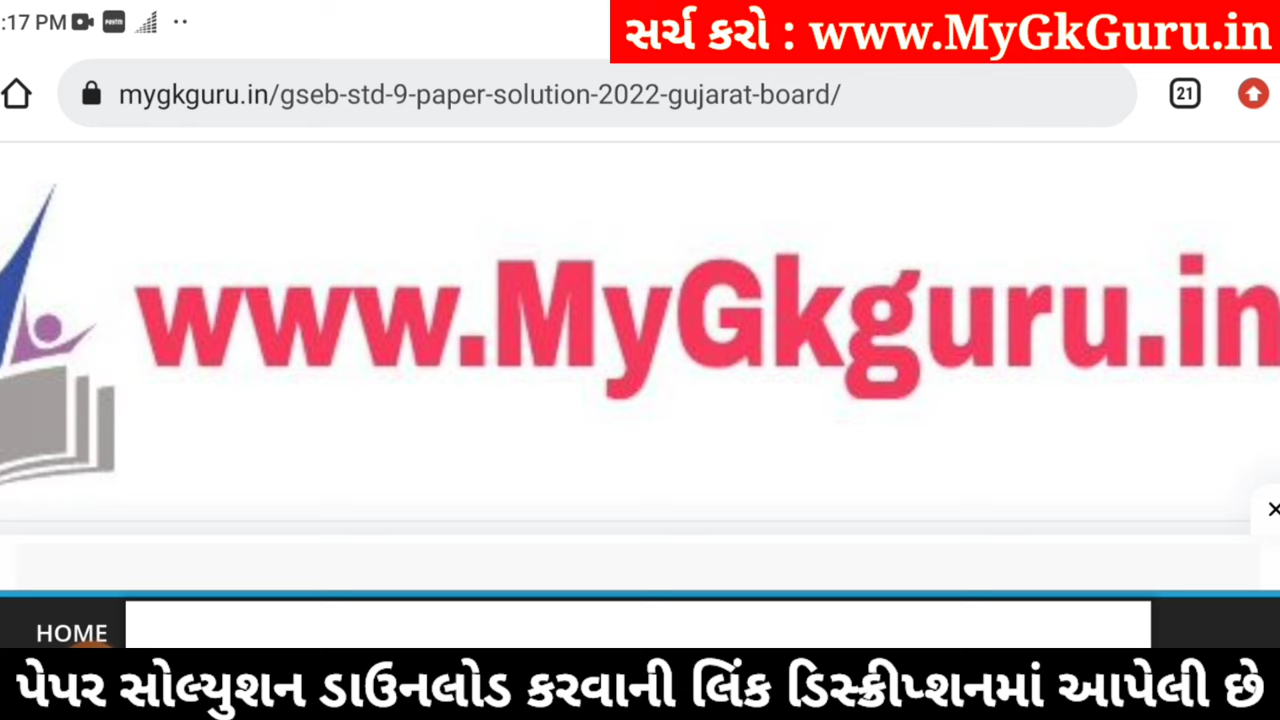 :17 PM
સર્ચ કરો : www.MyGkGuru.in
mygkguru.in/gseb-std-9-paper-solution-2022-gujarat-board/
21
www.MyGkguru.in
HOME
પેપર સોલ્યુશન ડાઉનલોડ કરવાની લિંક ડિસ્ક્રીપ્શનમાં આપેલી છે